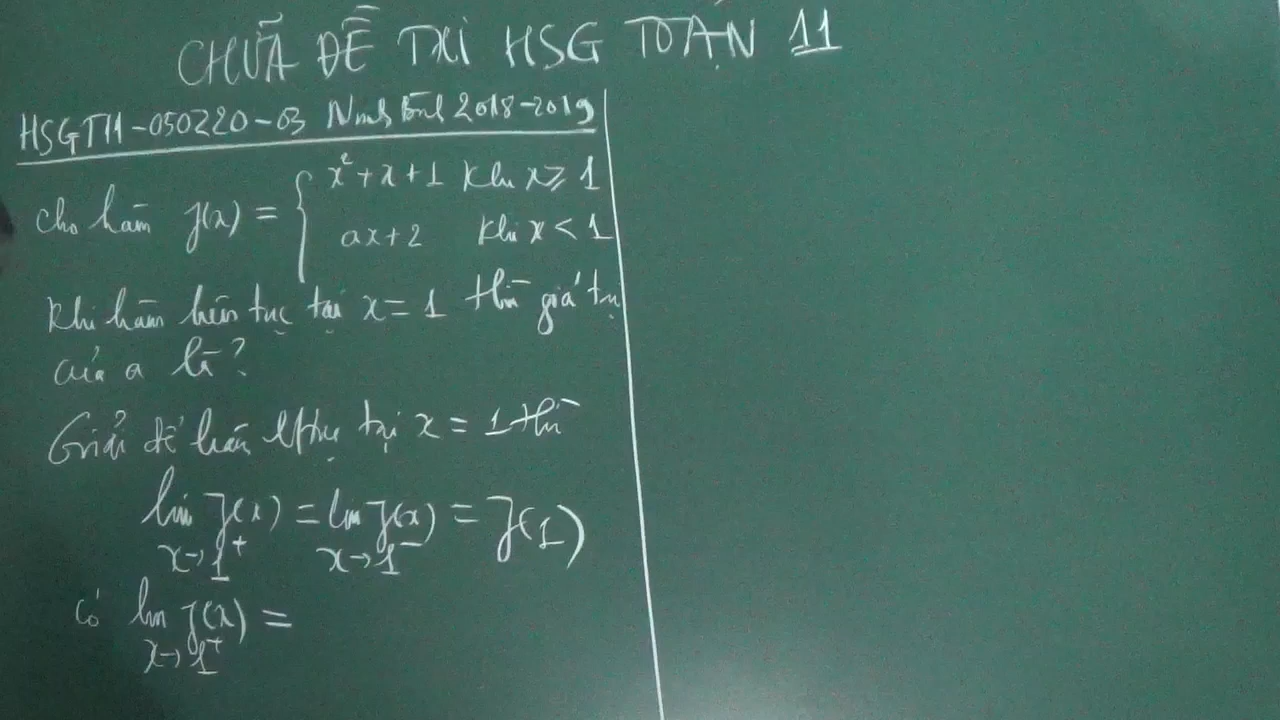 CHỮA ĐỀ THI HSG TOÁN 11
HSGT11-050220-03 Ninh Bình 2018-2019
Cho hàm f(x) = { x²+x+1 khi x ≥ 1
ax+2 khi x < 1
Khi hàm liên tục tại x = 1 thì giá trị
của a là?
Giải để hàm tại x = 1 thì
lim f(x) = lim f(x) = f(1)
x→1⁺ x→1⁻
Có lim f(x) =
x→1⁺